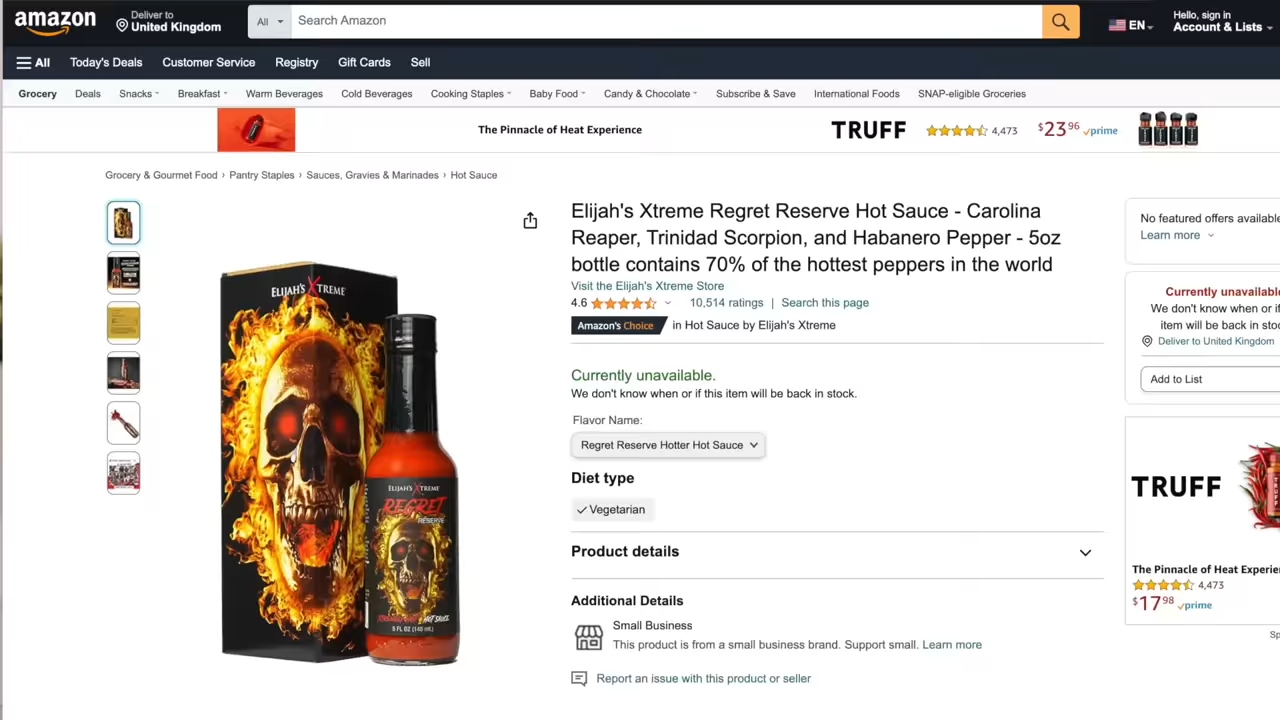 amazon
Deliver to
United Kingdom
All
Search Amazon
EN
Hello, sign in
Account & Lists
All
Today's Deals
Customer Service
Registry
Gift Cards
Sell
Grocery
Deals
Snacks
Breakfast
Warm Beverages
Cold Beverages
Cooking Staples
Baby Food
Candy & Chocolate
Subscribe & Save
International Foods
SNAP-eligible Groceries
The Pinnacle of Heat Experience
TRUFF
4,473
$23.96
prime
Grocery & Gourmet Food › Pantry Staples › Sauces, Gravies & Marinades › Hot Sauce
ELIJAH'S XTREME
ELIJAH'S XTREME
REGRET
RESERVE
5 FL OZ (148 mL)
Elijah's Xtreme Regret Reserve Hot Sauce - Carolina
Reaper, Trinidad Scorpion, and Habanero Pepper - 5oz
bottle contains 70% of the hottest peppers in the world
Visit the Elijah's Xtreme Store
4.6
10,514 ratings | Search this page
Amazon's Choice in Hot Sauce by Elijah's Xtreme
Currently unavailable.
We don't know when or if this item will be back in stock.
Flavor Name:
Regret Reserve Hotter Hot Sauce
Diet type
Vegetarian
Product details
Additional Details
Small Business
This product is from a small business brand. Support small. Learn more
Report an issue with this product or seller
No featured offers available
Learn more
Currently unavailable
We don't know when or if
item will be back in sto
Deliver to United Kingdom
Add to List
TRUFF
The Pinnacle of Heat Experie
4,473
$17.98
prime
Sp